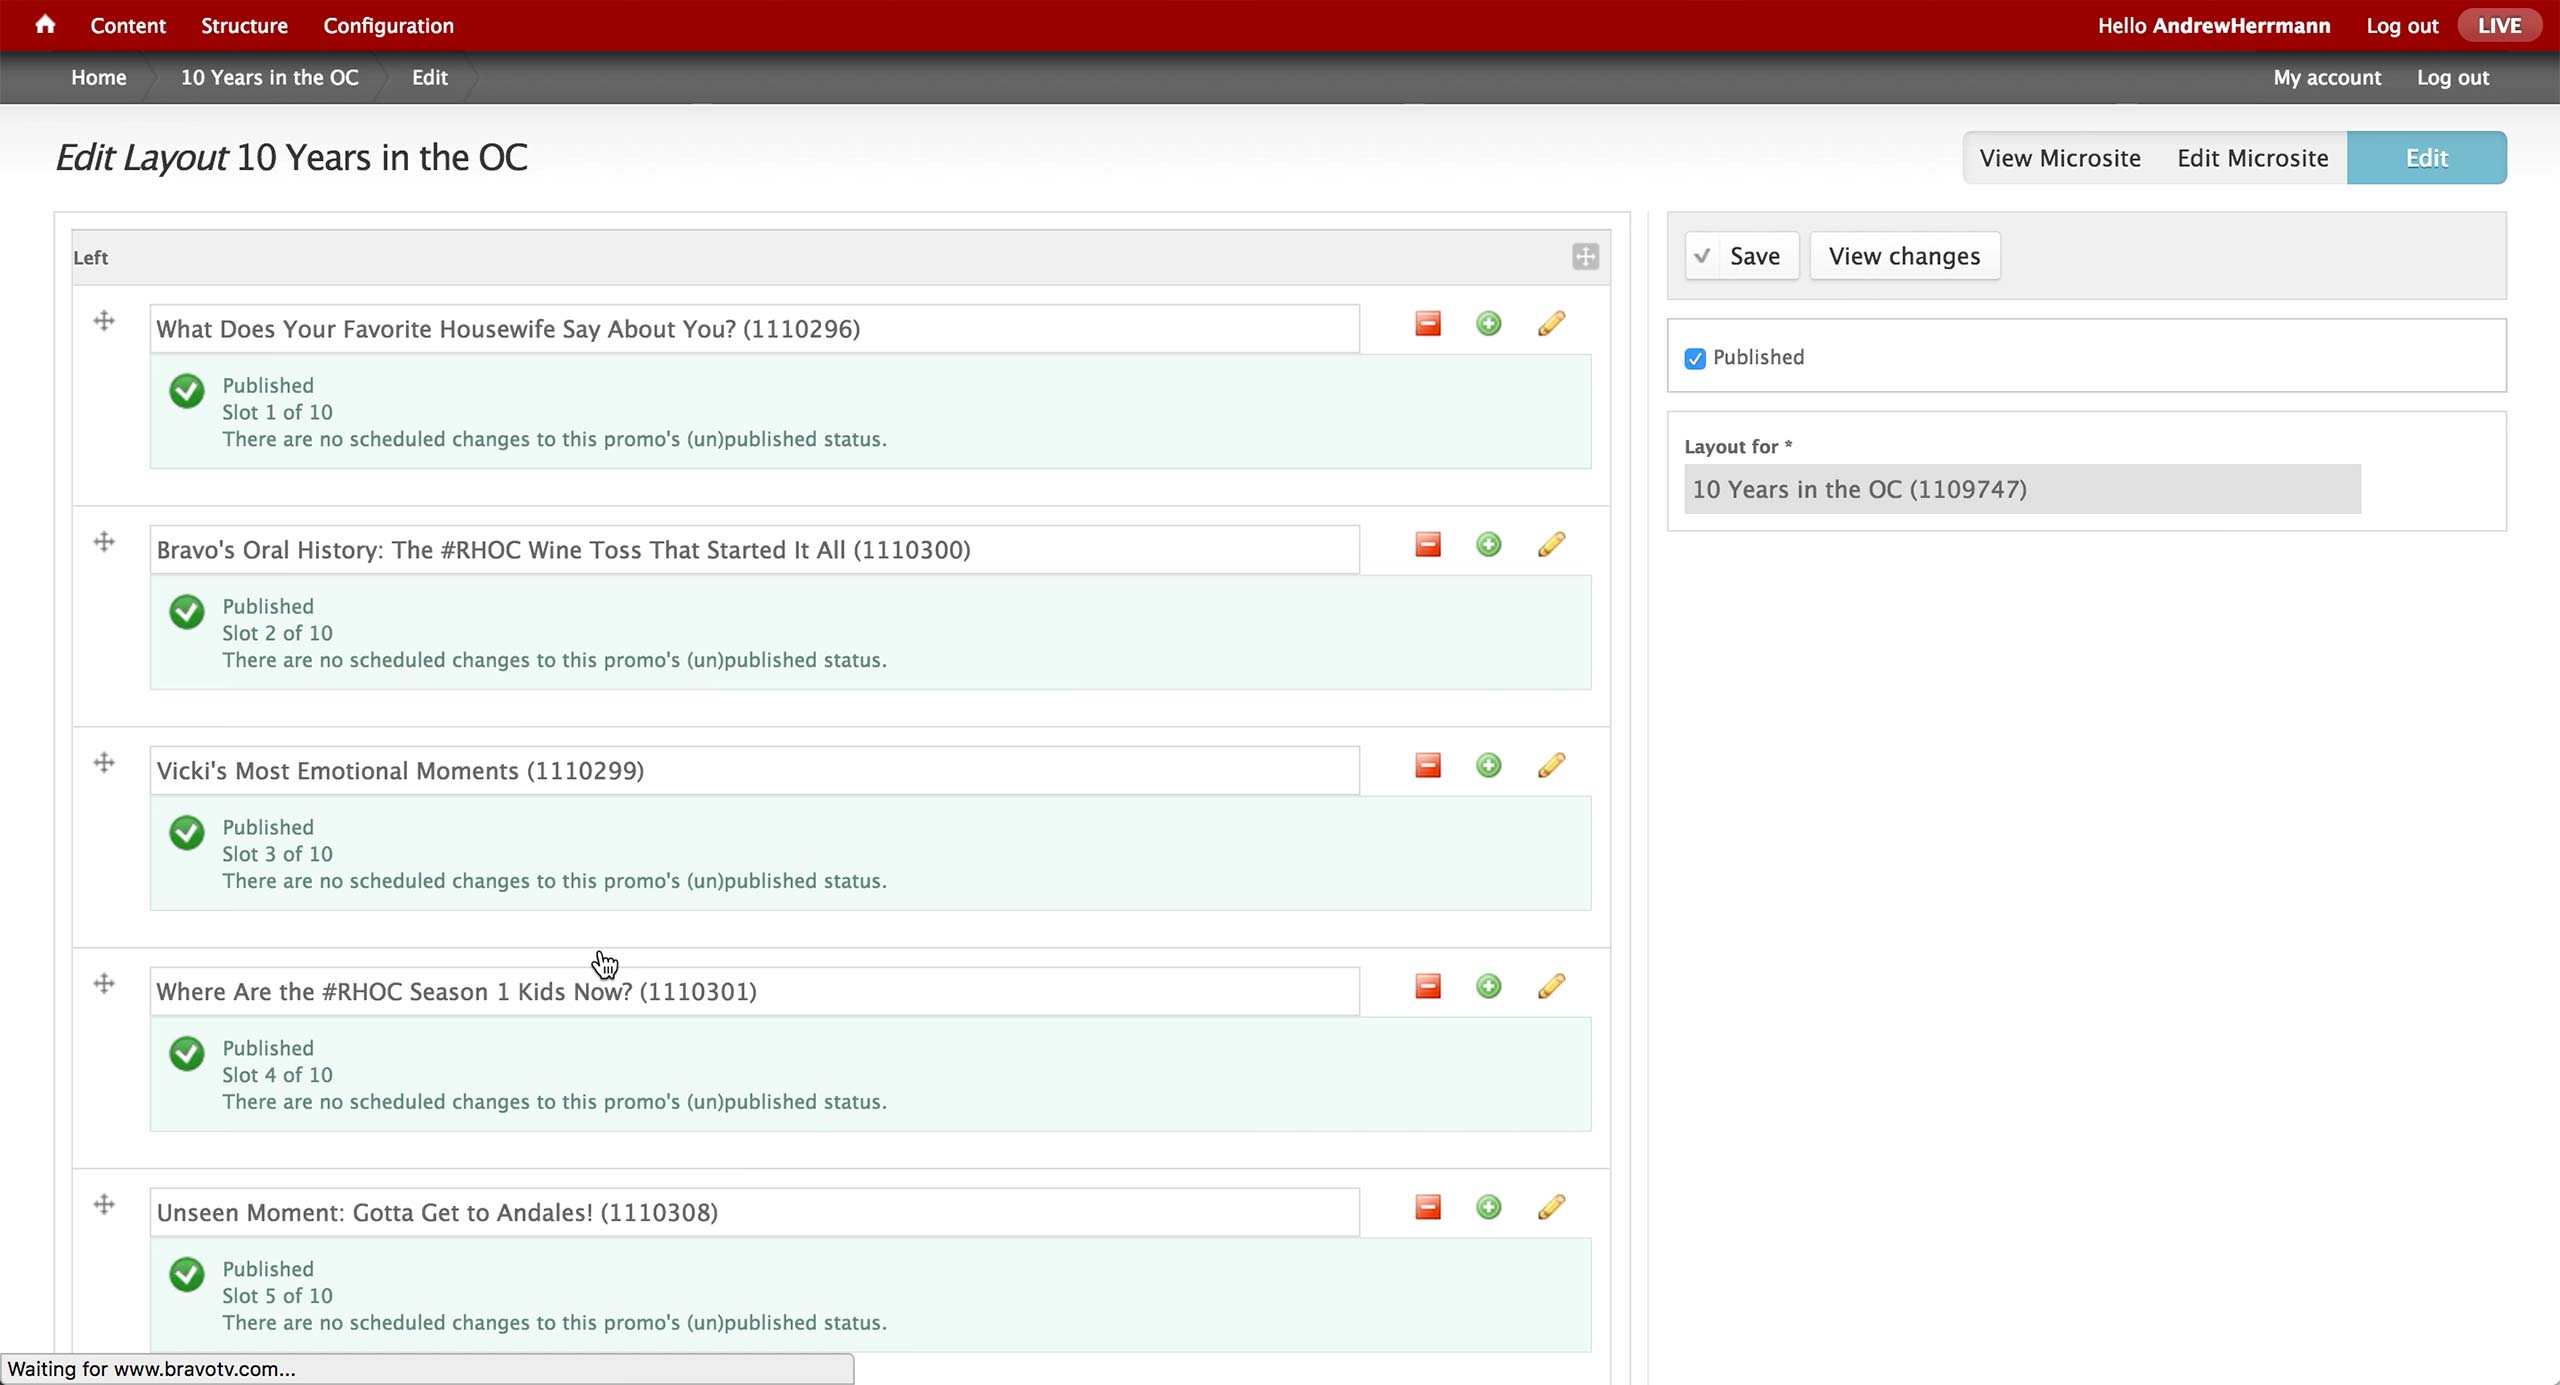 Content Structure Configuration Hello AndrewHerrmann Log out LIVE
Home 10 Years in the OC Edit My account Log out
Edit Layout 10 Years in the OC View Microsite Edit Microsite Edit
Left
Save View changes
What Does Your Favorite Housewife Say About You? (1110296)
Published
Slot 1 of 10
There are no scheduled changes to this promo's (un)published status.
Bravo's Oral History: The #RHOC Wine Toss That Started It All (1110300)
Published
Slot 2 of 10
There are no scheduled changes to this promo's (un)published status.
Vicki's Most Emotional Moments (1110299)
Published
Slot 3 of 10
There are no scheduled changes to this promo's (un)published status.
Where Are the #RHOC Season 1 Kids Now? (1110301)
Published
Slot 4 of 10
There are no scheduled changes to this promo's (un)published status.
Unseen Moment: Gotta Get to Andales! (1110308)
Published
Slot 5 of 10
There are no scheduled changes to this promo's (un)published status.
Published
Layout for *
10 Years in the OC (1109747)
Waiting for www.bravotv.com...